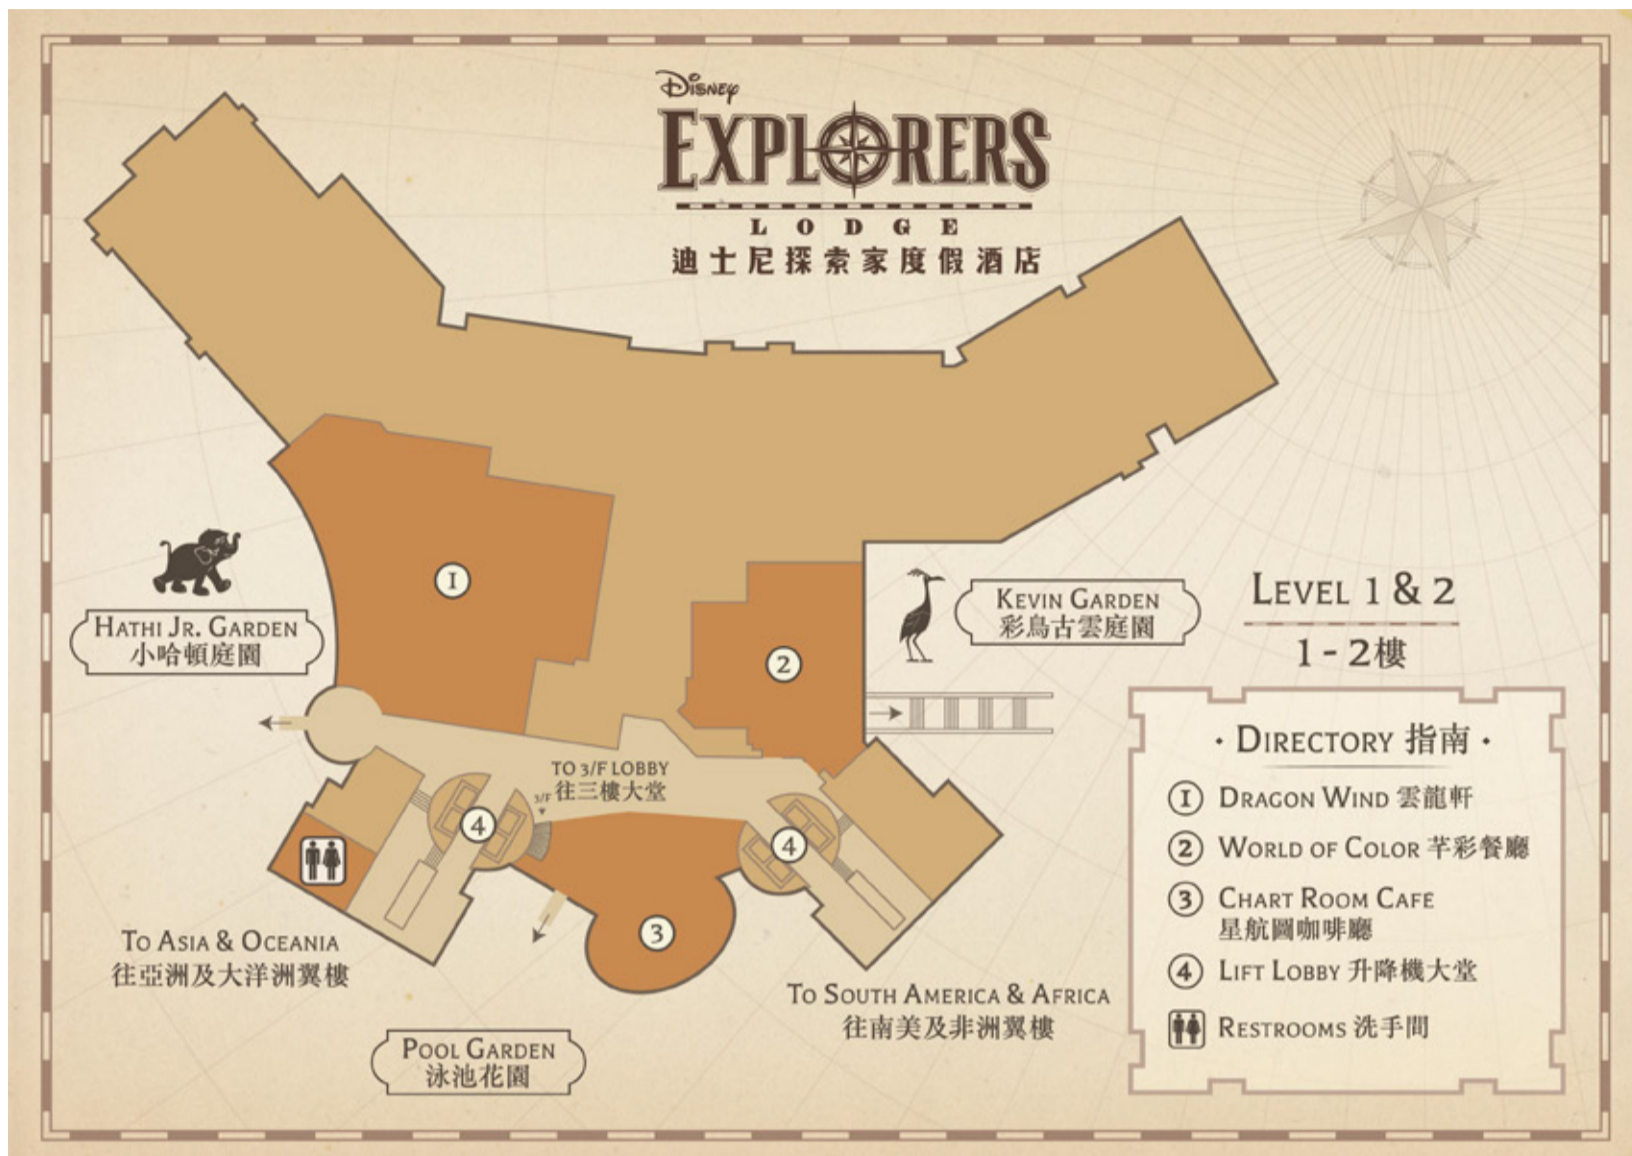 Disney
EXPLORERS
LODGE
迪士尼探索家度假酒店
1
HATHI JR. GARDEN
小哈頓庭園
2
KEVIN GARDEN
彩鳥古雲庭園
LEVEL 1 & 2
1-2樓
TO 3/F LOBBY
往三樓大堂
3/F
4
4
3
TO ASIA & OCEANIA
往亞洲及大洋洲翼樓
TO SOUTH AMERICA & AFRICA
往南美及非洲翼樓
POOL GARDEN
泳池花園
· DIRECTORY 指南 ·
1 DRAGON WIND 雲龍軒
2 WORLD OF COLOR 芊彩餐廳
3 CHART ROOM CAFE
星航圖咖啡廳
4 LIFT LOBBY 升降機大堂
RESTROOMS 洗手間